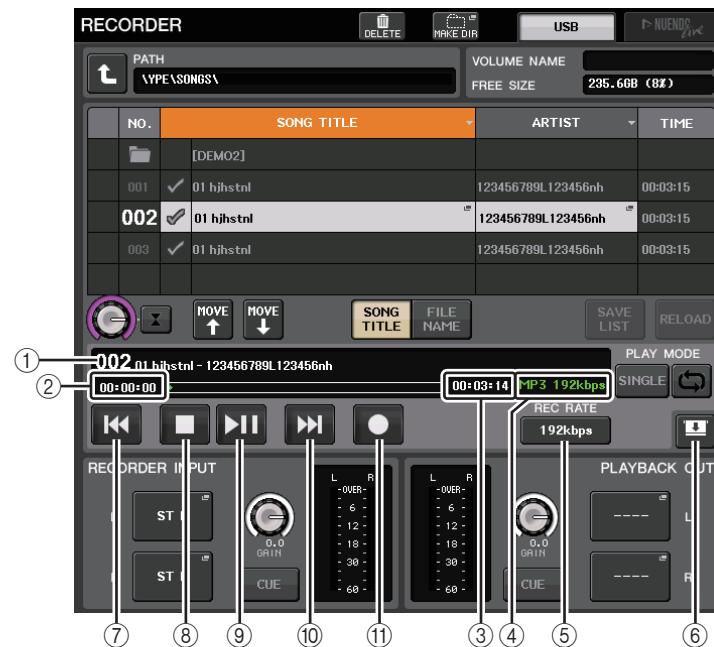 RECORDER DELETE MAKE DIR USB NUENDO Live
PATH
\YPE\SONGS\
VOLUME NAME
FREE SIZE 235.6GB (8%)
NO. SONG TITLE ARTIST TIME
[DEMO2]
001 01 hjhstnl 123456789L123456nh 00:03:15
002 01 hjhstnl 123456789L123456nh 00:03:15
003 01 hjhstnl 123456789L123456nh 00:03:15
MOVE MOVE SONG TITLE FILE NAME SAVE LIST RELOAD
① 002 01 hjhstnl - 123456789L123456nh PLAY MODE
② 00:00:00 00:03:14 MP3 192kbps SINGLE
REC RATE
192kbps
RECORDER INPUT PLAYBACK OUT
L R L R
-OVER- -OVER-
ST ---- L
- 6 - - 6 -
- 12 - - 12 -
0.0 - 18 - - 18 - 0.0
GAIN GAIN
- 30 - - 30 -
ST ---- R
CUE - 60 - - 60 - CUE
⑦ ⑧ ⑨ ⑩ ⑪ ③ ④ ⑤ ⑥